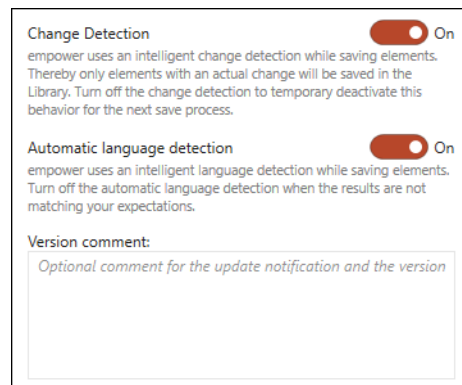 Change Detection On
empower uses an intelligent change detection while saving elements.
Thereby only elements with an actual change will be saved in the
Library. Turn off the change detection to temporary deactivate this
behavior for the next save process.
Automatic language detection On
empower uses an intelligent language detection while saving elements.
Turn off the automatic language detection when the results are not
matching your expectations.
Version comment:
Optional comment for the update notification and the version